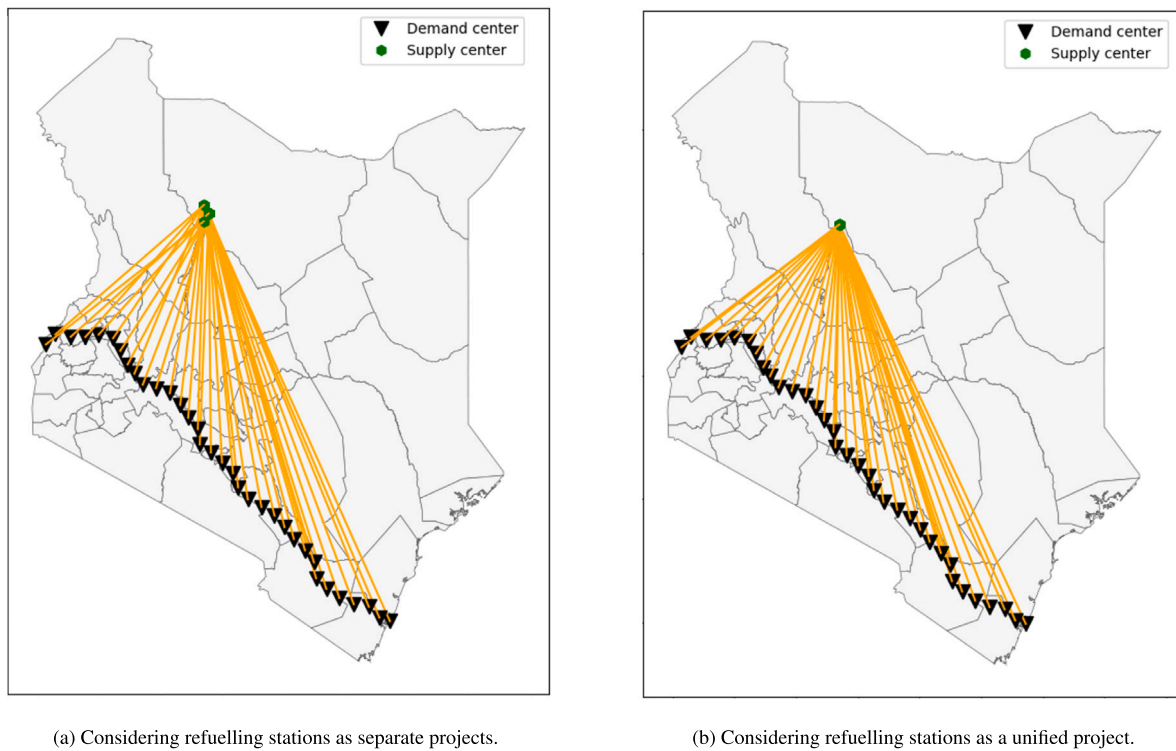 Demand center
Supply center
Demand center
Supply center
(a) Considering refuelling stations as separate projects.
(b) Considering refuelling stations as a unified project.